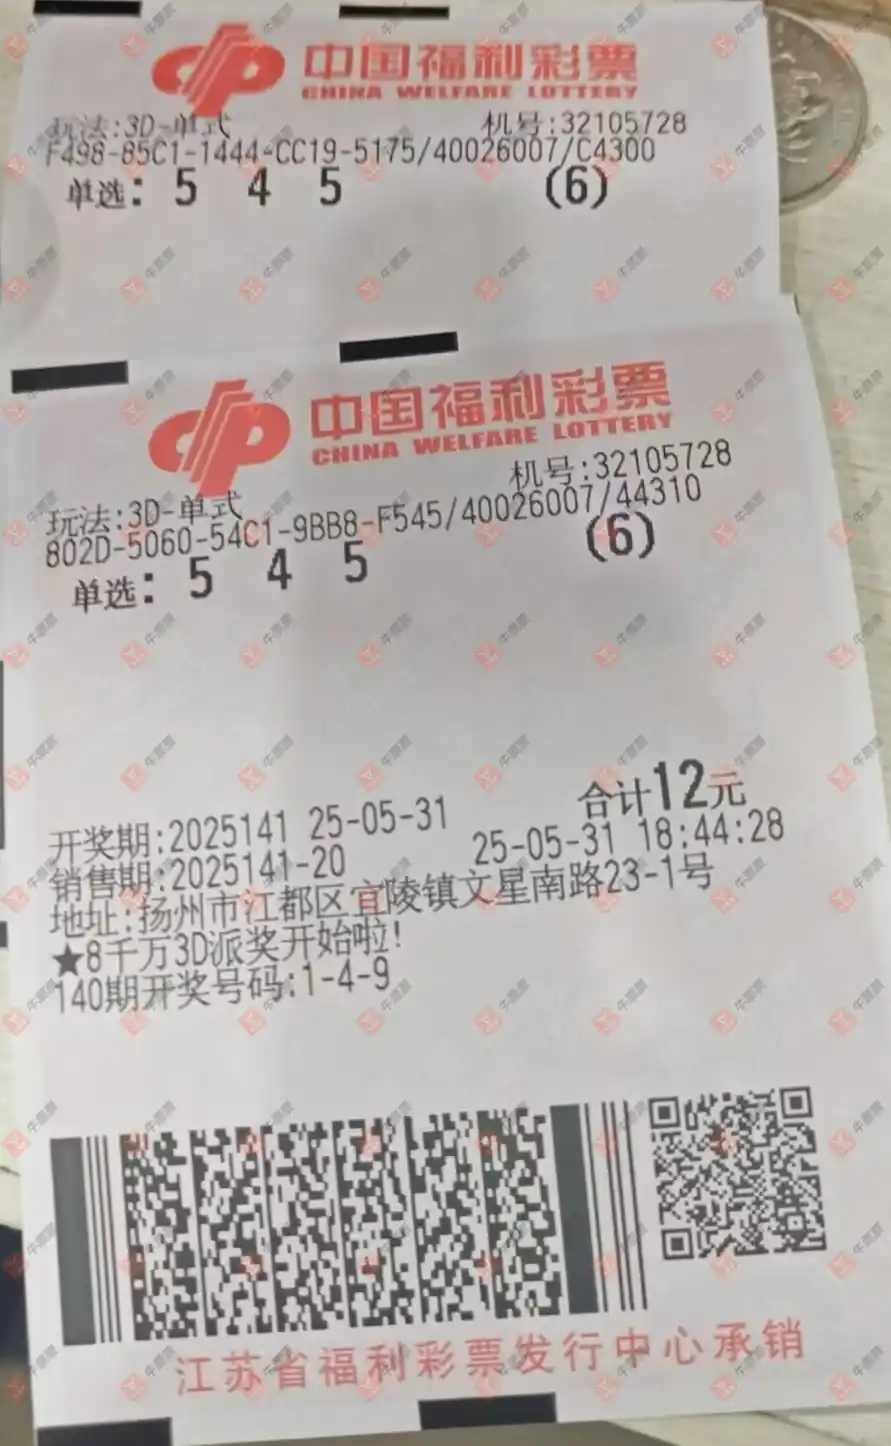 中国福利彩票
CHINA WELFARE LOTTERY
玩法:3D-单式 机号:32105728
F498-85C1-1444-CC19-5175/40026007/C4300
单选: 5 4 5 (6)
中国福利彩票
CHINA WELFARE LOTTERY
玩法:3D-单式 机号:32105728
802D-5060-54C1-9BB8-F545/40026007/44310
单选: 5 4 5 (6)
合计12元
开奖期:2025141 25-05-31
销售期:2025141-20 25-05-31 18:44:28
地址:扬州市江都区宜陵镇文星南路23-1号
★8千万3D派奖开始啦!
140期开奖号码:1-4-9
江苏省福利彩票发行中心承销